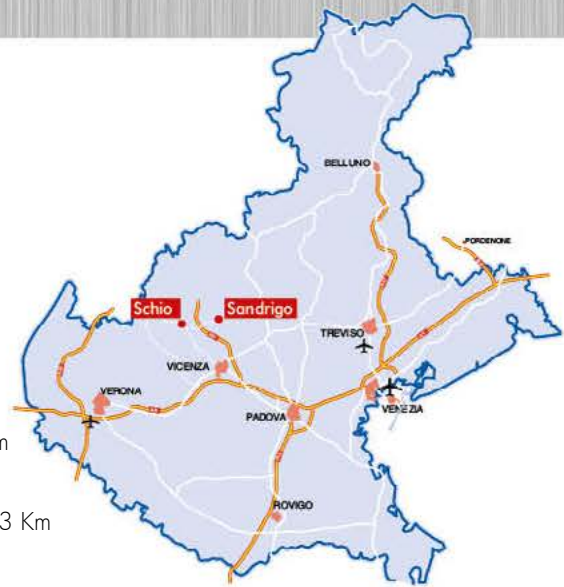 BELLUNO
PORDENONE
Schio
Sandrigo
TREVISO
VICENZA
VERONA
PADOVA
VENEZIA
m
ROVIGO
3 Km